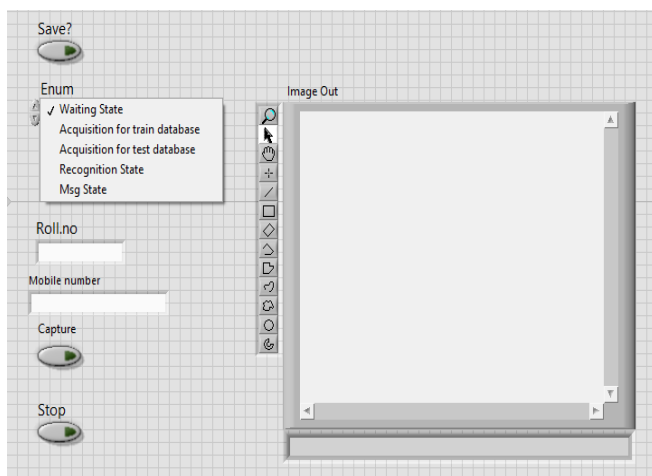 Save?
Enum
✓ Waiting State
Acquisition for train database
Acquisition for test database
Recognition State
Msg State
Image Out
Roll.no
Mobile number
Capture
Stop